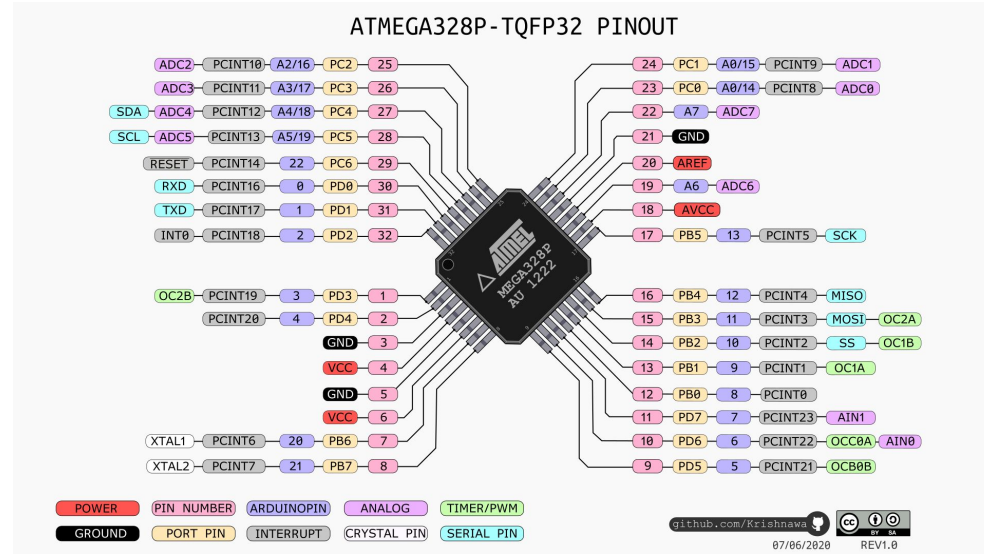 ATMEGA328P-TQFP32 PINOUT
ADC2 PCINT10 A2/16 PC2 25
ADC3 PCINT11 A3/17 PC3 26
SDA ADC4 PCINT12 A4/18 PC4 27
SCL ADC5 PCINT13 A5/19 PC5 28
RESET PCINT14 22 PC6 29
RXD PCINT16 0 PD0 30
TXD PCINT17 1 PD1 31
INT0 PCINT18 2 PD2 32
24 PC1 A0/15 PCINT9 ADC1
23 PC0 A0/14 PCINT8 ADC0
22 A7 ADC7
21 GND
20 AREF
19 A6 ADC6
18 AVCC
17 PB5 13 PCINT5 SCK
ATMEL
MEGA328P
AU 1222
OC2B PCINT19 3 PD3 1
PCINT20 4 PD4 2
GND 3
VCC 4
GND 5
VCC 6
XTAL1 PCINT6 20 PB6 7
XTAL2 PCINT7 21 PB7 8
16 PB4 12 PCINT4 MISO
15 PB3 11 PCINT3 MOSI OC2A
14 PB2 10 PCINT2 SS OC1B
13 PB1 9 PCINT1 OC1A
12 PB0 8 PCINT0
11 PD7 7 PCINT23 AIN1
10 PD6 6 PCINT22 OCC0A AIN0
9 PD5 5 PCINT21 OCB0B
POWER PIN NUMBER ARDUINOPIN ANALOG TIMER/PWM
GROUND PORT PIN INTERRUPT CRYSTAL PIN SERIAL PIN
github.com/Krishnawa
cc BY SA
07/06/2020 REV1.0